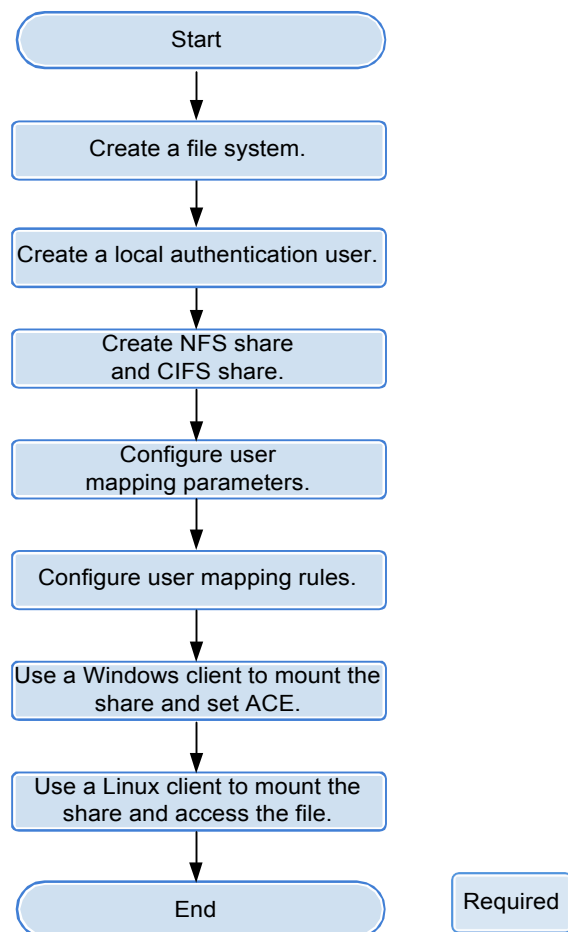 Start
Create a file system.
Create a local authentication user.
Create NFS share
and CIFS share.
Configure user
mapping parameters.
Configure user mapping rules.
Use a Windows client to mount the
share and set ACE.
Use a Linux client to mount the
share and access the file.
End
Required